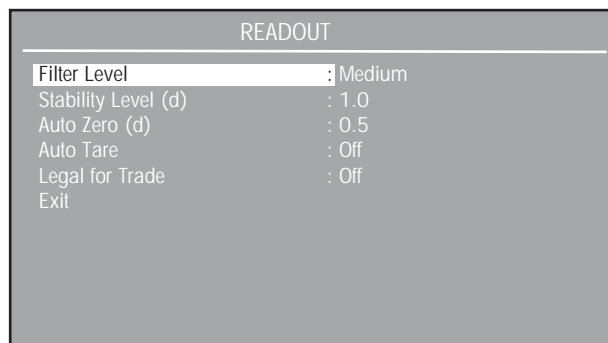 READOUT
Filter Level : Medium
Stability Level (d) : 1.0
Auto Zero (d) : 0.5
Auto Tare : Off
Legal for Trade : Off
Exit